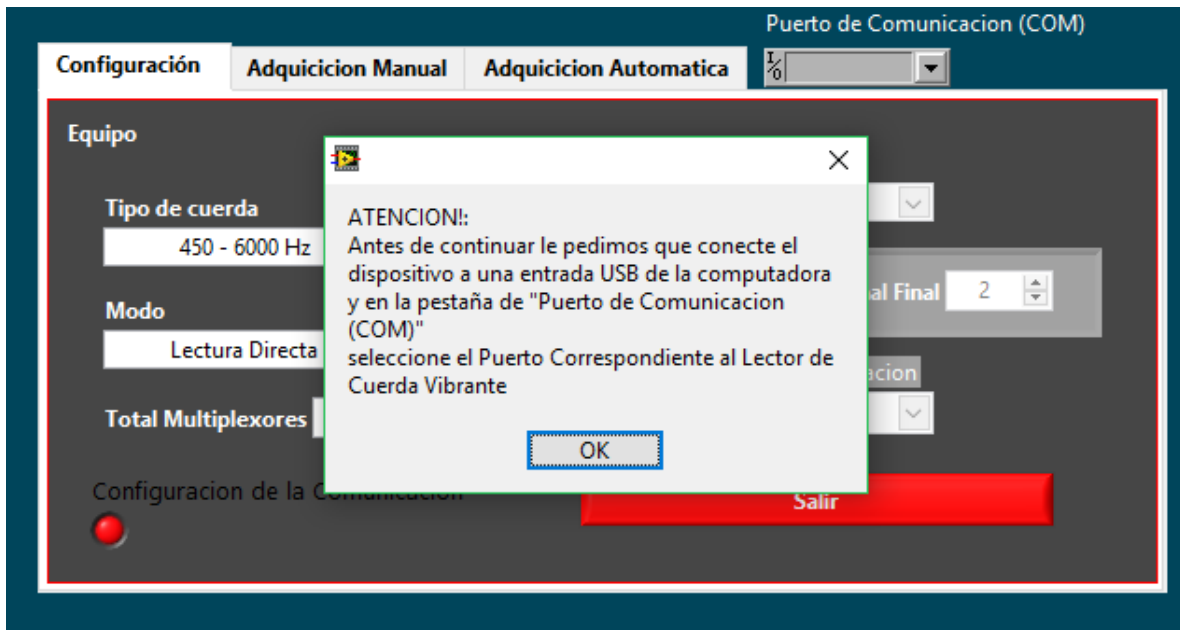 Puerto de Comunicacion (COM)
Configuración
Adquicicion Manual
Adquicicion Automatica
I/O
Equipo
Tipo de cuerda
450 - 6000 Hz
Modo
Lectura Directa
Total Multiplexores
ATENCION!:
Antes de continuar le pedimos que conecte el
dispositivo a una entrada USB de la computadora
y en la pestaña de "Puerto de Comunicacion
(COM)"
seleccione el Puerto Correspondiente al Lector de
Cuerda Vibrante
OK
al Final
2
acion
Configuracion de la Comunicacion
Salir